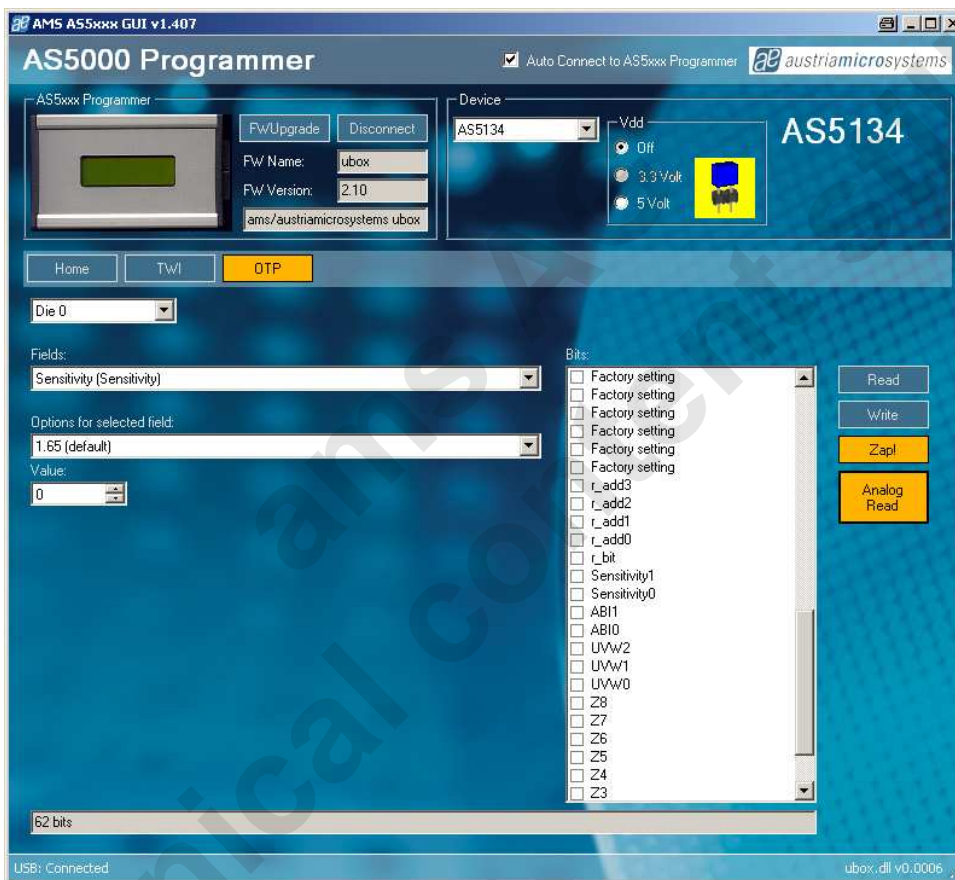 AMS AS5xxx GUI v1.407
AS5000 Programmer
Auto Connect to AS5xxx Programmer
austriamicrosystems
AS5xxx Programmer
FWUpgrade
Disconnect
FW Name:
ubox
FW Version:
2.10
ams/austriamicrosystems ubox
Device
AS5134
Vdd
Off
3.3 Volt
5 Volt
AS5134
Home
TWI
OTP
Die 0
Fields:
Sensitivity (Sensitivity)
Options for selected field:
1.65 (default)
Value:
0
Bits:
Factory setting
Factory setting
Factory setting
Factory setting
Factory setting
Factory setting
r_add3
r_add2
r_add1
r_add0
r_bit
Sensitivity1
Sensitivity0
ABI1
ABI0
UVW2
UVW1
UVW0
Z8
Z7
Z6
Z5
Z4
Z3
Read
Write
Zap!
Analog
Read
62 bits
USB: Connected
ubox.dll v0.0006